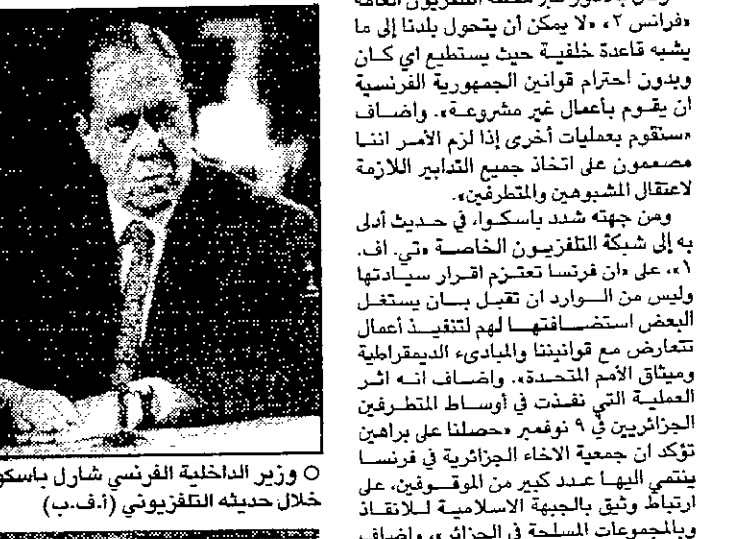 «فرانس ٢»، «لا يمكن أن يتحول بلدنا إلى ما
يشبه قاعدة خلفية حيث يستطيع اي كان
وبدون احترام قوانين الجمهورية الفرنسية
ان يقوم بأعمال غير مشروعة». واضاف
«سنقوم بعمليات أخرى إذا لزم الأمر اننا
مصممون على اتخاذ جميع التدابير اللازمة
لاعتقال المشبوهين والمتطرفين».
ومن جهته شدد باسكوا، في حديث أدلى
به إلى شبكة التلفزيون الخاصة «تي. اف.
١»، على «ان فرنسا تعتزم اقرار سيادتها
وليس من الوارد ان تقبل بان يستغل
البعض استضافتها لهم لتنفيذ أعمال
تتعارض مع قوانيننا والمبادىء الديمقراطية
وميثاق الأمم المتحدة». واضاف انه اثر
العملية التي نفذت في أوساط المتطرفين
الجزائريين في ٩ نوفمبر «حصلنا على براهين
تؤكد ان جمعية الاخاء الجزائرية في فرنسا
ينتمي اليها عدد كبير من الموقوفين، على
ارتباط وثيق بالجبهة الاسلامية للانقاذ
وبالمجموعات المسلحة في الجزائر»، واضاف
O وزير الداخلية الفرنسي شارل باسكو
خلال حديثه التلفزيوني (أ.ف.ب)